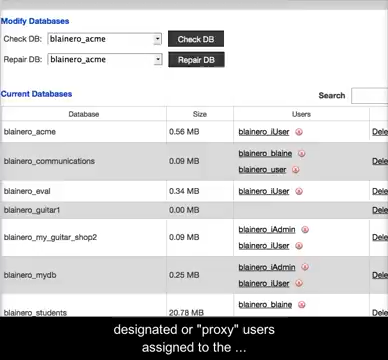 Modify Databases
Check DB: blainero_acme Check DB
Repair DB: blainero_acme Repair DB
Current Databases Search
Database Size Users
blainero_acme 0.56 MB blainero_iUser Dele
blainero_communications 0.09 MB blainero_blaine
blainero_user Dele
blainero_eval 0.34 MB blainero_iUser Dele
blainero_guitar1 0.00 MB Dele
blainero_my_guitar_shop2 0.09 MB blainero_iAdmin
blainero_iUser Dele
blainero_mydb 0.25 MB blainero_iAdmin
blainero_iUser Dele
blainero_students 20.78 MB blainero_blaine Dele
designated or "proxy" users
assigned to the ...